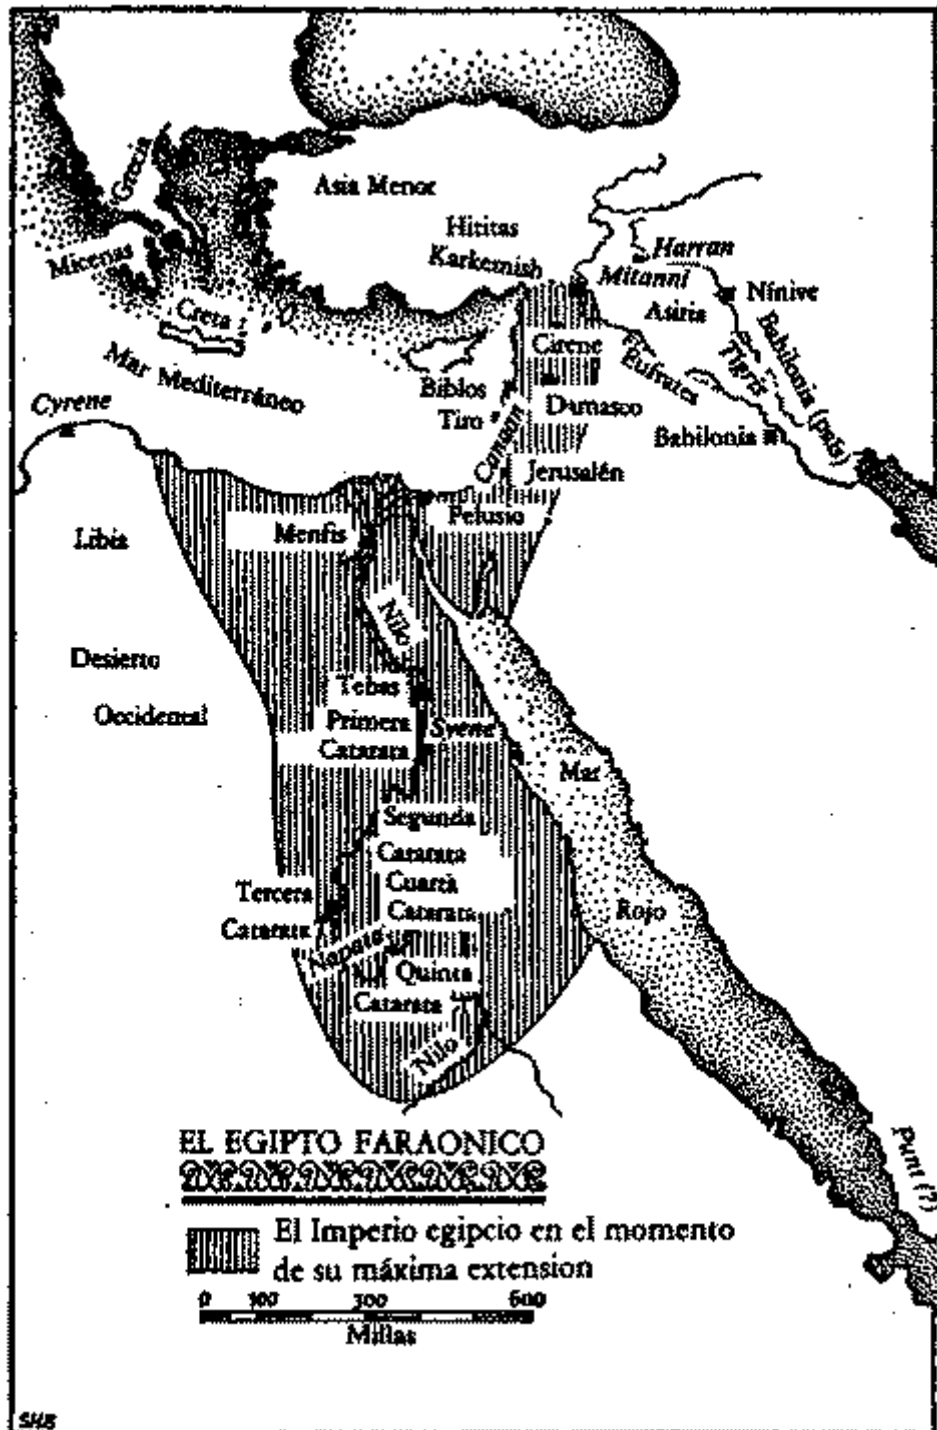 Grecia
Asia Menor
Hititas
Karkemish
Harran
Mitanni
Micenas
Asiria
Nínive
Creta
Cirene
Eufrates
Tigris
Babilonia (país)
Mar Mediterráneo
Biblos
Tiro
Damasco
Cyrene
Canaán
Babilonia
Jerusalén
Pelusio
Menfis
Libia
Nilo
Desierto
Occidental
Tebas
Primera
Catarata
Syene
Mar
Rojo
Segunda
Catarata
Cuarta
Catarata
Tercera
Catarata
Napata
Quinta
Catarata
Nilo
Punt (?)
EL EGIPTO FARAONICO
El Imperio egipcio en el momento
de su máxima extension
0 100 300 600
Millas
SHB